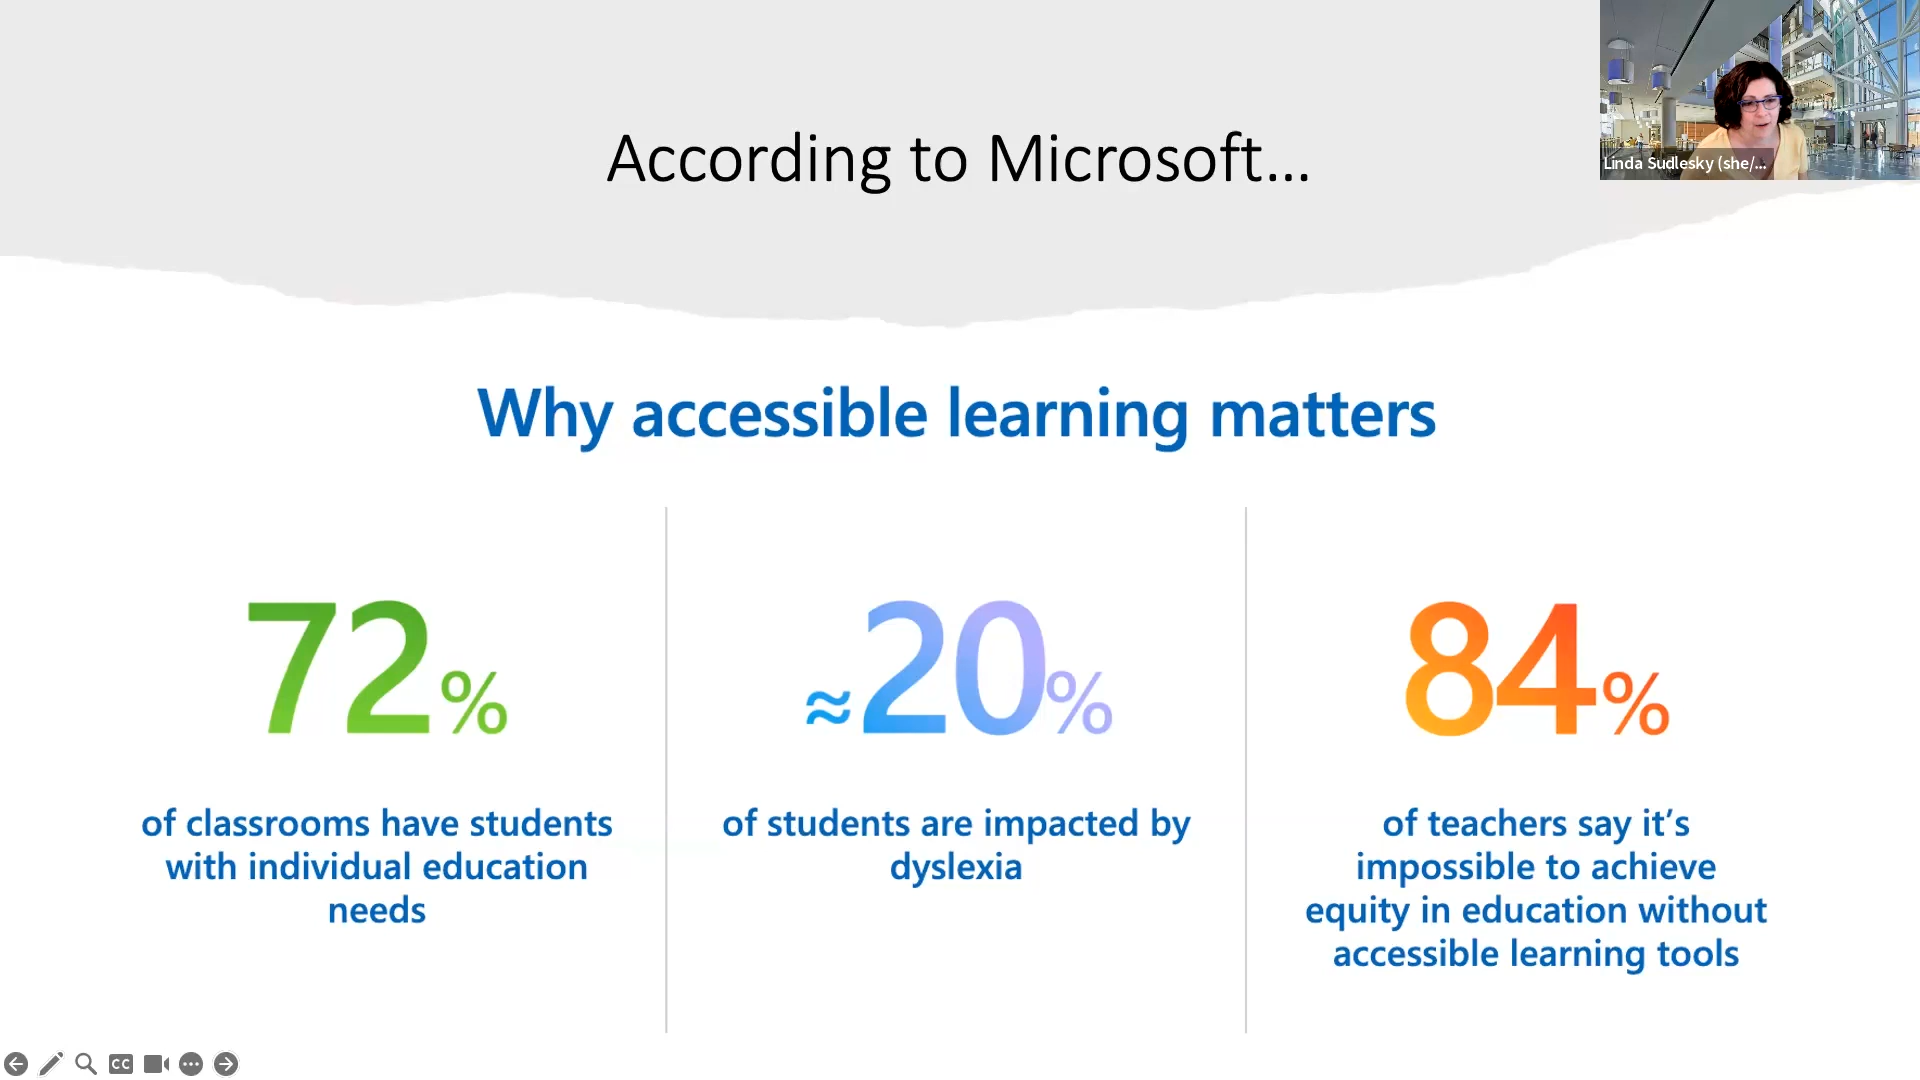 According to Microsoft...
Linda Sudlesky (she/...
Why accessible learning matters
72%
of classrooms have students
with individual education
needs
≈20%
of students are impacted by
dyslexia
84%
of teachers say it’s
impossible to achieve
equity in education without
accessible learning tools
CC